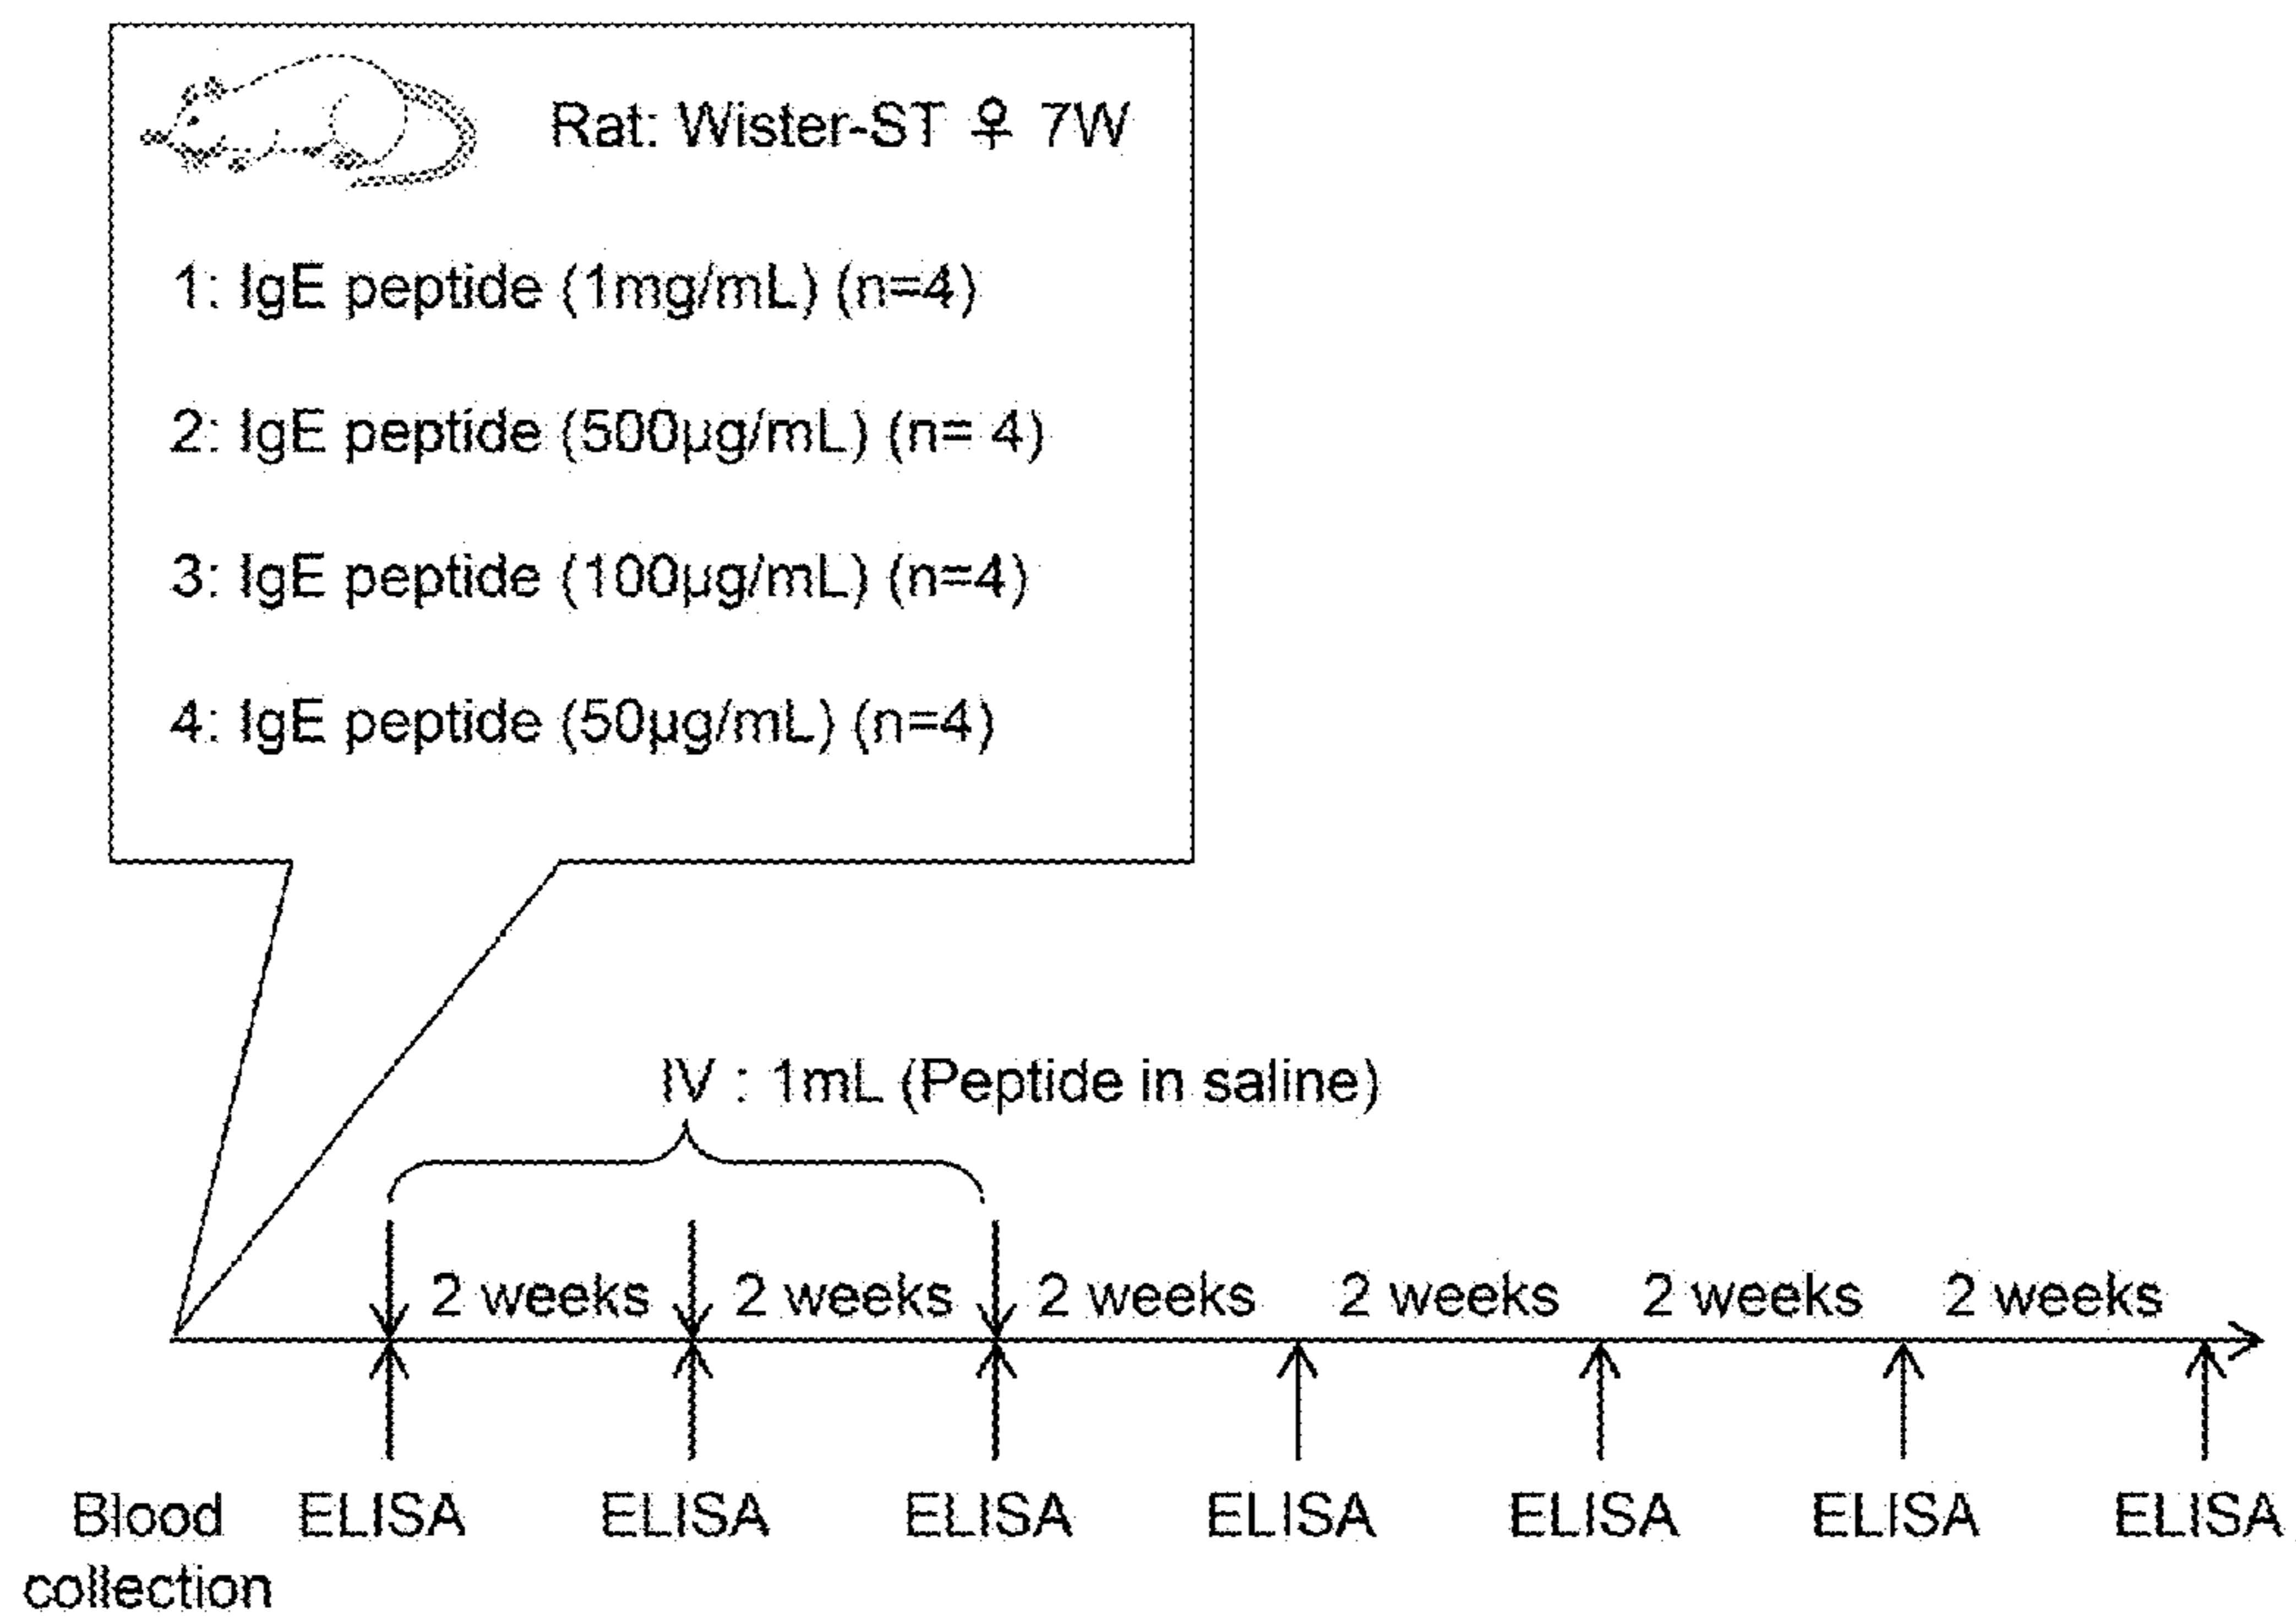 Rat: Wister-ST ♀ 7W
1: IgE peptide (1mg/mL) (n=4)
2: IgE peptide (500µg/mL) (n= 4)
3: IgE peptide (100µg/mL) (n=4)
4: IgE peptide (50µg/mL) (n=4)
IV : 1mL (Peptide in saline)
2 weeks 2 weeks 2 weeks 2 weeks 2 weeks 2 weeks
Blood ELISA ELISA ELISA ELISA ELISA ELISA ELISA
collection